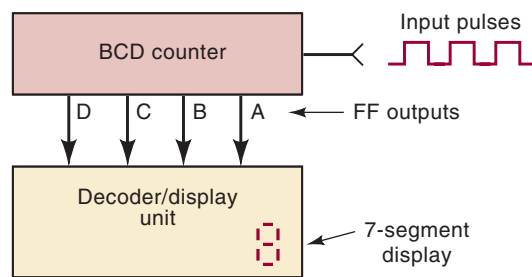 Input pulses
BCD counter
D C B A
FF outputs
Decoder/display
unit
7-segment
display